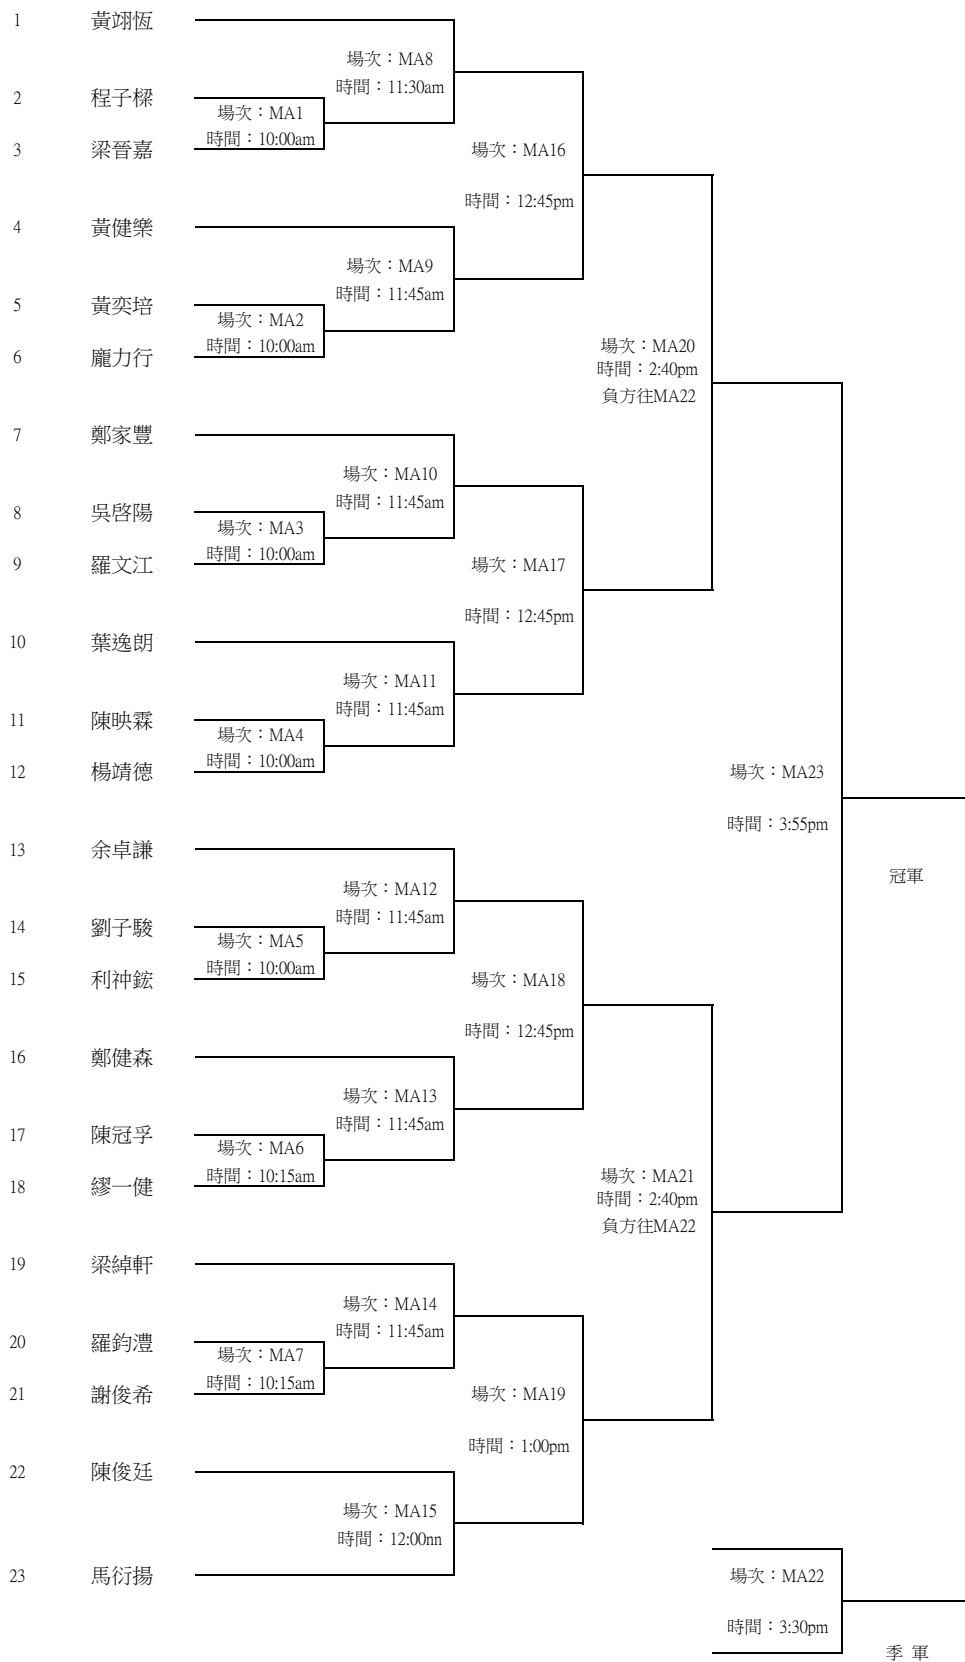 1 黃翊恆
場次：MA8
時間：11:30am
2 程子樑
場次：MA1
時間：10:00am
3 梁晉嘉
場次：MA16
時間：12:45pm
4 黃健樂
場次：MA9
時間：11:45am
5 黃奕培
場次：MA2
時間：10:00am
6 龐力行
場次：MA20
時間：2:40pm
負方往MA22
7 鄭家豐
場次：MA10
時間：11:45am
8 吳啓陽
場次：MA3
時間：10:00am
9 羅文江
場次：MA17
時間：12:45pm
10 葉逸朗
場次：MA11
時間：11:45am
11 陳映霖
場次：MA4
時間：10:00am
12 楊靖德
場次：MA23
時間：3:55pm
13 余卓謙
冠軍
場次：MA12
時間：11:45am
14 劉子駿
場次：MA5
時間：10:00am
15 利衶鋐
場次：MA18
時間：12:45pm
16 鄭健森
場次：MA13
時間：11:45am
17 陳冠孚
場次：MA6
時間：10:15am
18 繆一健
場次：MA21
時間：2:40pm
負方往MA22
19 梁綽軒
場次：MA14
時間：11:45am
20 羅鈞澧
場次：MA7
時間：10:15am
21 謝俊希
場次：MA19
時間：1:00pm
22 陳俊廷
場次：MA15
時間：12:00nn
23 馬衍揚
場次：MA22
時間：3:30pm
季 軍